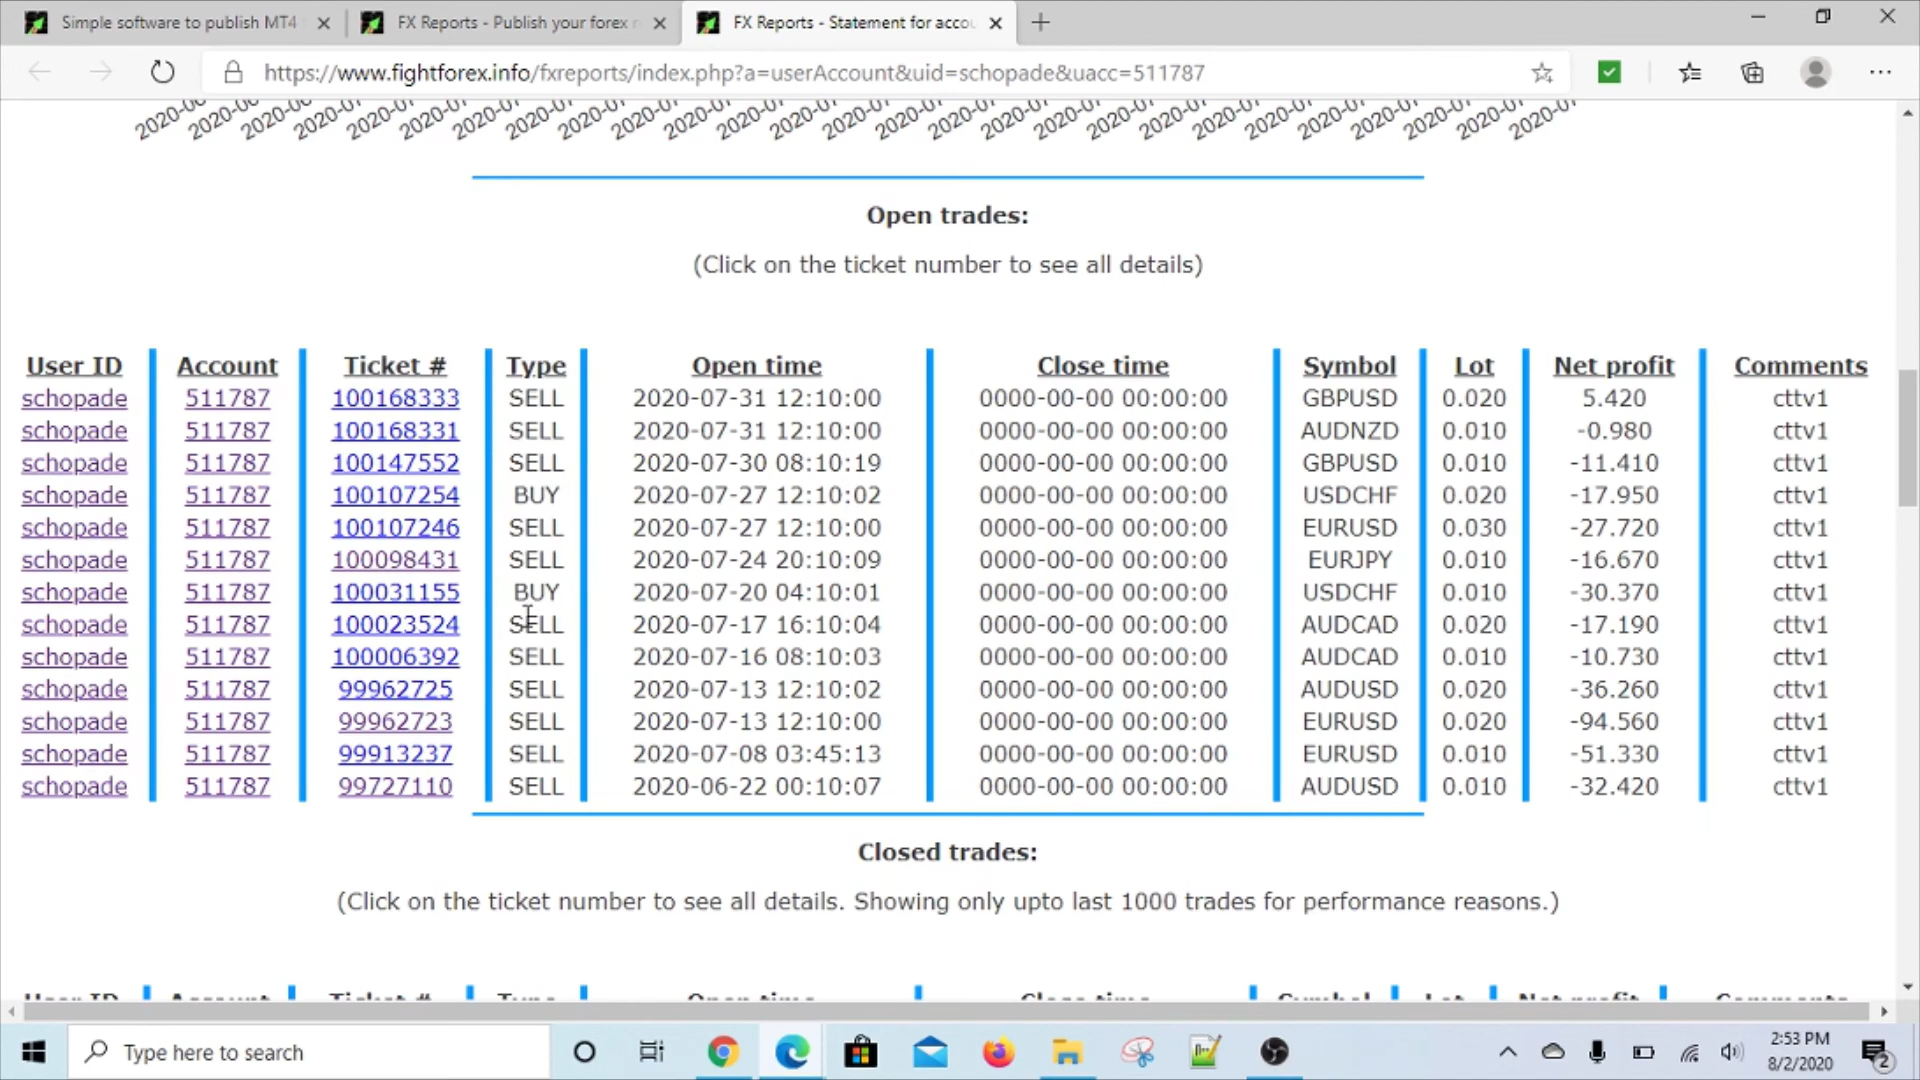 Simple software to publish MT4
FX Reports - Publish your forex
FX Reports - Statement for acco
https://www.fightforex.info/fxreports/index.php?a=userAccount&uid=schopade&uacc=511787
Open trades:
(Click on the ticket number to see all details)
User ID Account Ticket # Type Open time Close time Symbol Lot Net profit Comments
schopade 511787 100168333 SELL 2020-07-31 12:10:00 0000-00-00 00:00:00 GBPUSD 0.020 5.420 cttv1
schopade 511787 100168331 SELL 2020-07-31 12:10:00 0000-00-00 00:00:00 AUDNZD 0.010 -0.980 cttv1
schopade 511787 100147552 SELL 2020-07-30 08:10:19 0000-00-00 00:00:00 GBPUSD 0.010 -11.410 cttv1
schopade 511787 100107254 BUY 2020-07-27 12:10:02 0000-00-00 00:00:00 USDCHF 0.020 -17.950 cttv1
schopade 511787 100107246 SELL 2020-07-27 12:10:00 0000-00-00 00:00:00 EURUSD 0.030 -27.720 cttv1
schopade 511787 100098431 SELL 2020-07-24 20:10:09 0000-00-00 00:00:00 EURJPY 0.010 -16.670 cttv1
schopade 511787 100031155 BUY 2020-07-20 04:10:01 0000-00-00 00:00:00 USDCHF 0.010 -30.370 cttv1
schopade 511787 100023524 SELL 2020-07-17 16:10:04 0000-00-00 00:00:00 AUDCAD 0.020 -17.190 cttv1
schopade 511787 100006392 SELL 2020-07-16 08:10:03 0000-00-00 00:00:00 AUDCAD 0.010 -10.730 cttv1
schopade 511787 99962725 SELL 2020-07-13 12:10:02 0000-00-00 00:00:00 AUDUSD 0.020 -36.260 cttv1
schopade 511787 99962723 SELL 2020-07-13 12:10:00 0000-00-00 00:00:00 EURUSD 0.020 -94.560 cttv1
schopade 511787 99913237 SELL 2020-07-08 03:45:13 0000-00-00 00:00:00 EURUSD 0.010 -51.330 cttv1
schopade 511787 99727110 SELL 2020-06-22 00:10:07 0000-00-00 00:00:00 AUDUSD 0.010 -32.420 cttv1
Closed trades:
(Click on the ticket number to see all details. Showing only upto last 1000 trades for performance reasons.)
User ID Account Ticket # Type Open time Close time Symbol Lot Net profit Comments
Type here to search
2:53 PM
8/2/2020
2